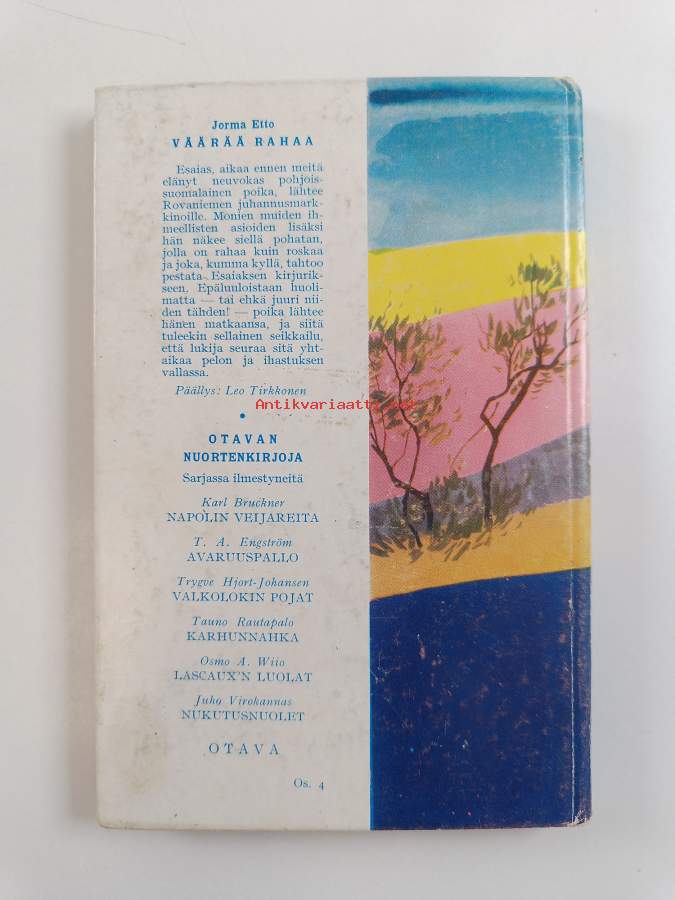 Jorma Etto
VÄÄRÄÄ RAHAA
Esaias, aikaa ennen meitä
elänyt neuvokas pohjois-
suomalainen poika, lähtee
Rovaniemen juhannusmark-
kinoille. Monien muiden ih-
meellisten asioiden lisäksi
hän näkee siellä pohatan,
jolla on rahaa kuin roskaa
ja joka, kumma kyllä, tahtoo
pestata Esaiaksen kirjurik-
seen. Epäluuloistaan huoli-
matta — tai ehkä juuri nii-
den tähden! — poika lähtee
hänen matkaansa, ja siitä
tuleekin sellainen seikkailu,
että lukija seuraa sitä yht-
aikaa pelon ja ihastuksen
vallassa.
Päällys: Leo Tirkkonen
Antikvariaatti.net
OTAVAN
NUORTENKIRJOJA
Sarjassa ilmestyneitä
Karl Bruckner
NAPOLIN VEIJAREITA
T. A. Engström
AVARUUSPALLO
Trygve Hjort-Johansen
VALKOLOKIN POJAT
Tauno Rautapalo
KARHUNNAHKA
Osmo A. Wiio
LASCAUX'N LUOLAT
Juho Virokannas
NUKUTUSNUOLET
OTAVA
Os. 4